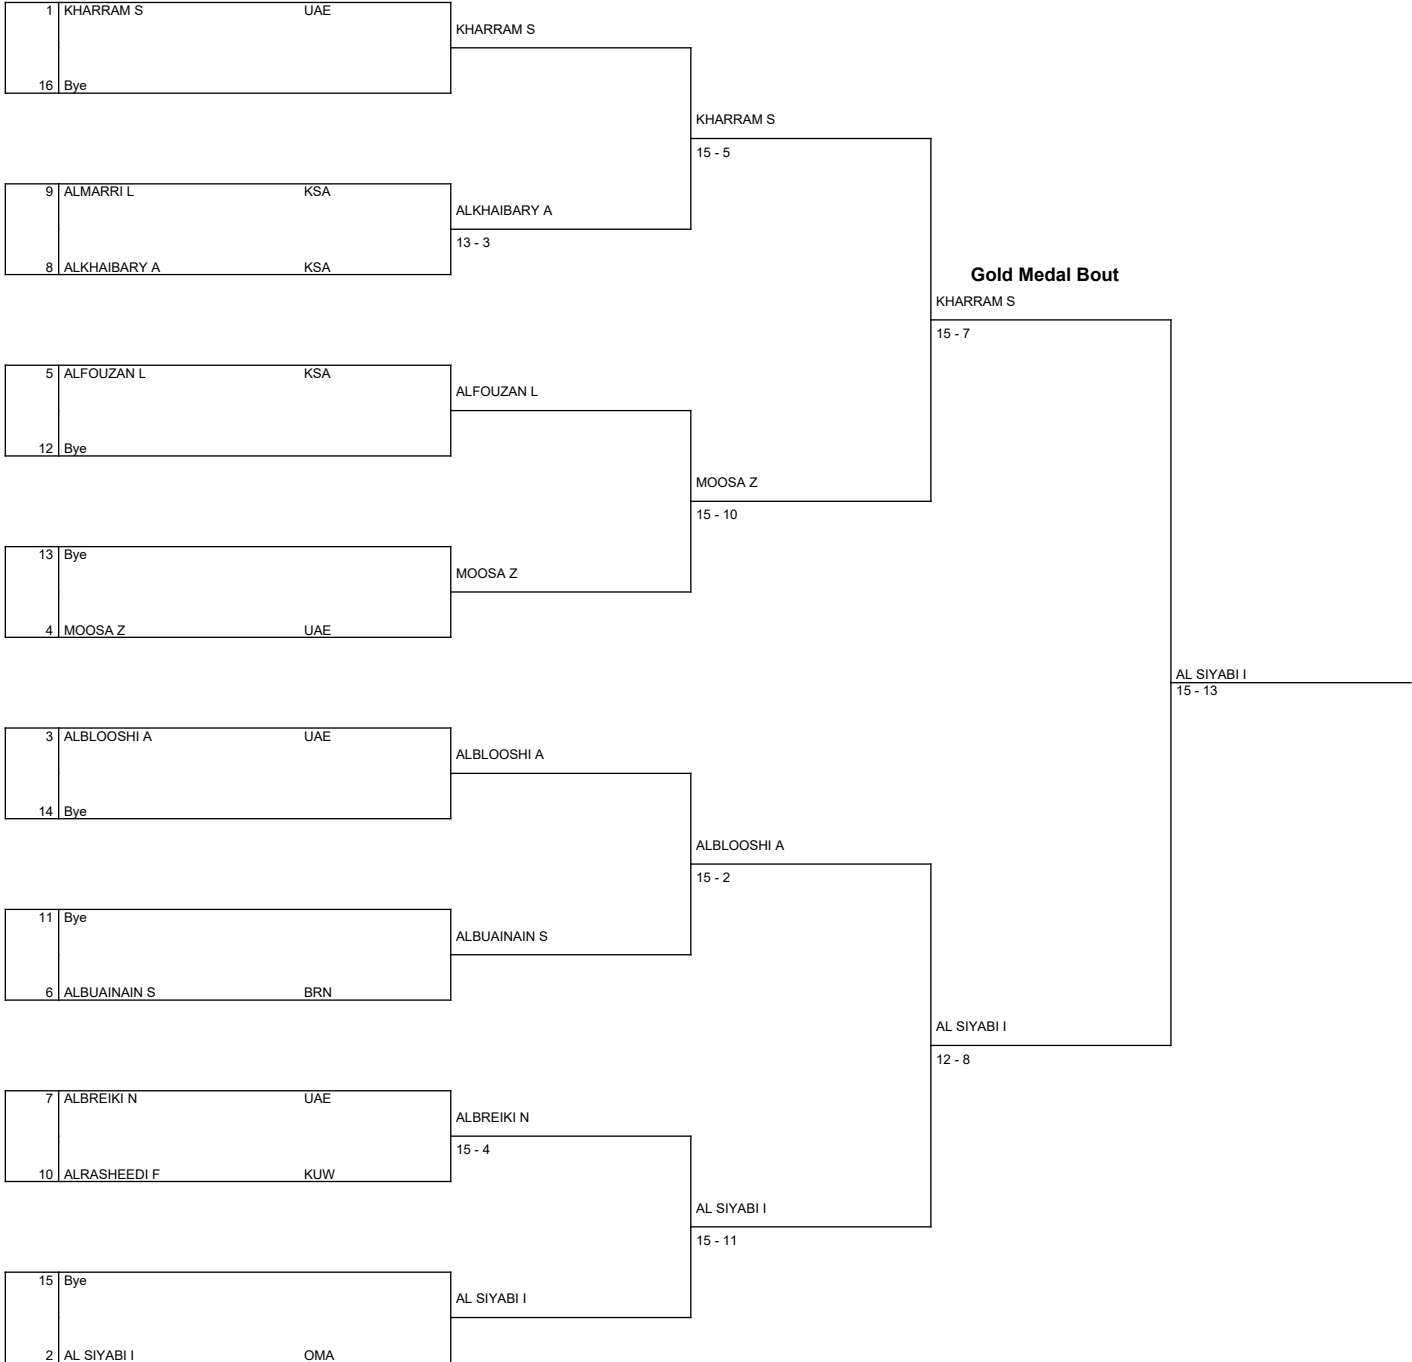 1 KHARRAM S UAE
KHARRAM S
16 Bye
KHARRAM S
15 - 5
9 ALMARRI L KSA
ALKHAIBARY A
13 - 3
8 ALKHAIBARY A KSA
Gold Medal Bout
KHARRAM S
15 - 7
5 ALFOUZAN L KSA
ALFOUZAN L
12 Bye
MOOSA Z
15 - 10
13 Bye
MOOSA Z
4 MOOSA Z UAE
AL SIYABI I
15 - 13
3 ALBLOOSHI A UAE
ALBLOOSHI A
14 Bye
ALBLOOSHI A
15 - 2
11 Bye
ALBUAINAIN S
6 ALBUAINAIN S BRN
AL SIYABI I
12 - 8
7 ALBREIKI N UAE
ALBREIKI N
15 - 4
10 ALRASHEEDI F KUW
AL SIYABI I
15 - 11
15 Bye
AL SIYABI I
2 AL SIYABI I OMA